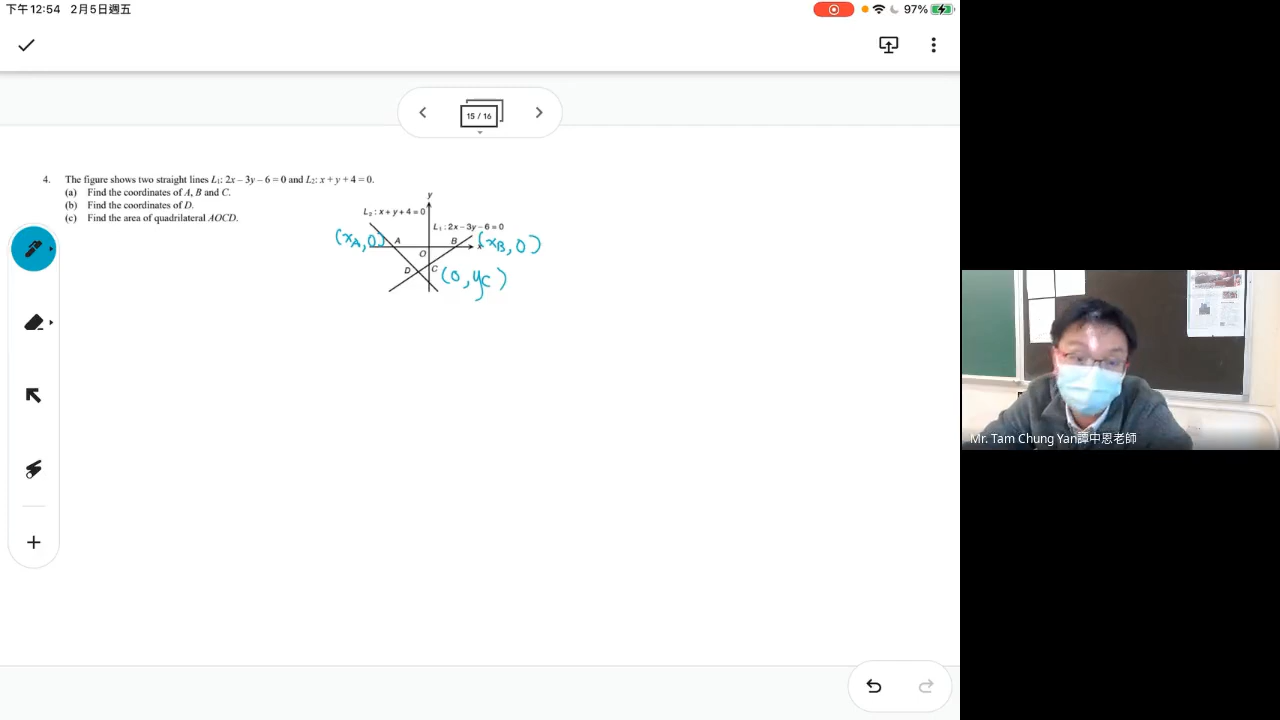 下午12:54 2月5日週五
97%
15 / 16
4. The figure shows two straight lines L₁: 2x – 3y – 6 = 0 and L₂: x + y + 4 = 0.
(a) Find the coordinates of A, B and C.
(b) Find the coordinates of D.
(c) Find the area of quadrilateral AOCD.
y
L₂ : x + y + 4 = 0
L₁ : 2x – 3y – 6 = 0
(xA, 0) A B (xB, 0)
O
D C (0, yC)
Mr. Tam Chung Yan譚中恩老師